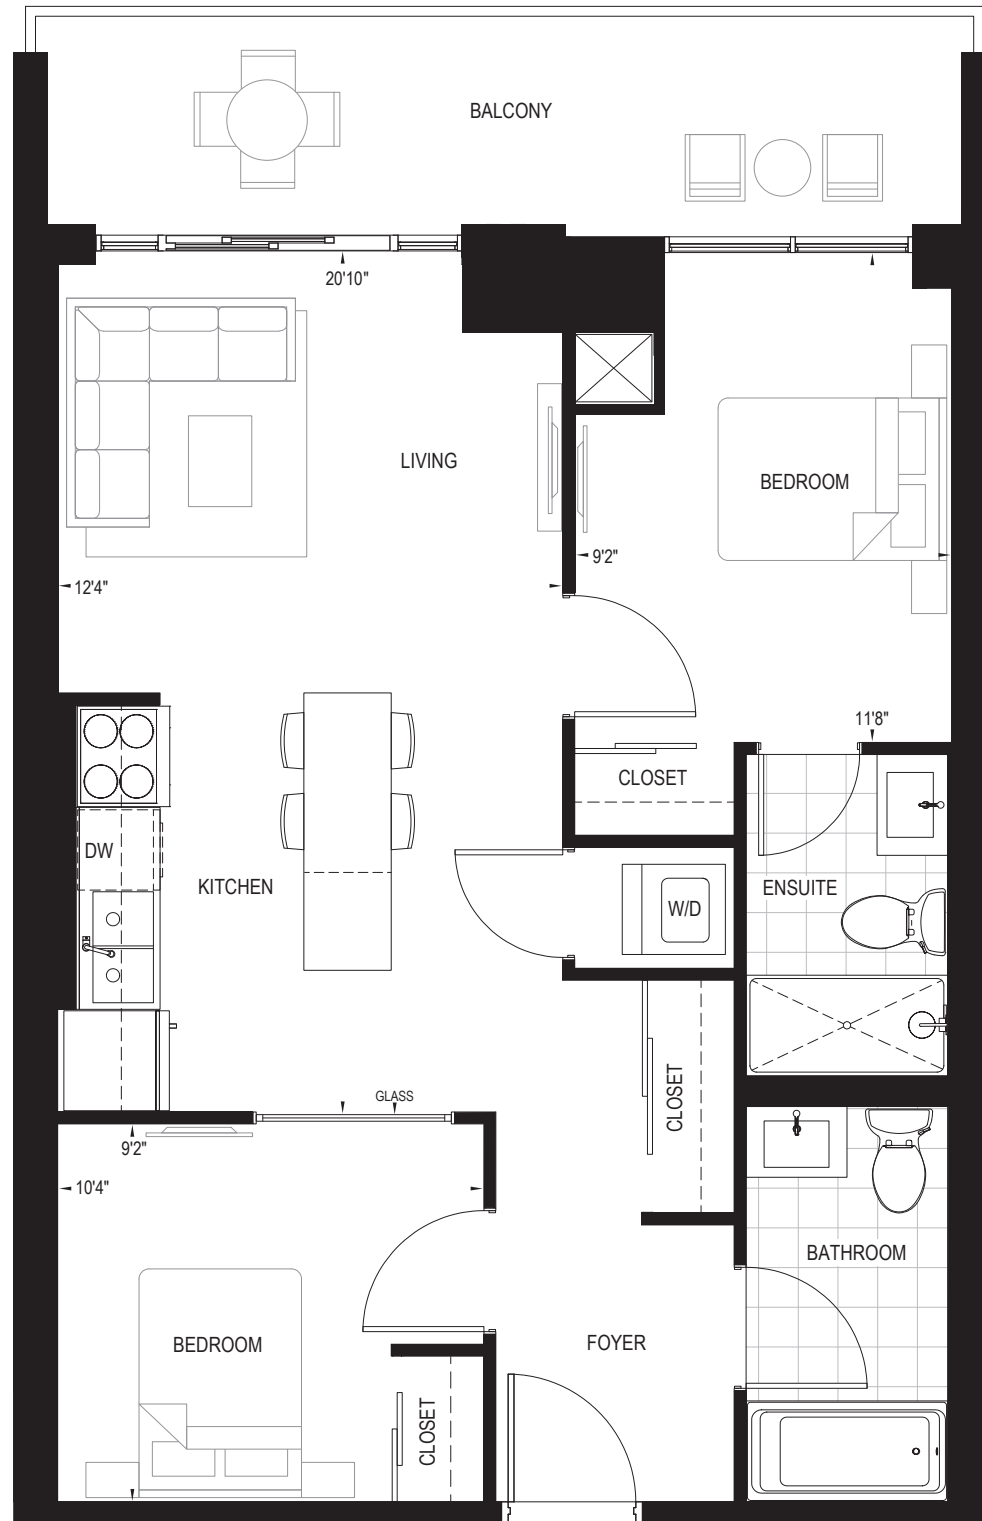 BALCONY
20'10"
LIVING
BEDROOM
9'2"
12'4"
11'8"
CLOSET
DW
KITCHEN
ENSUITE
W/D
GLASS
CLOSET
9'2"
10'4"
BATHROOM
BEDROOM
FOYER
CLOSET